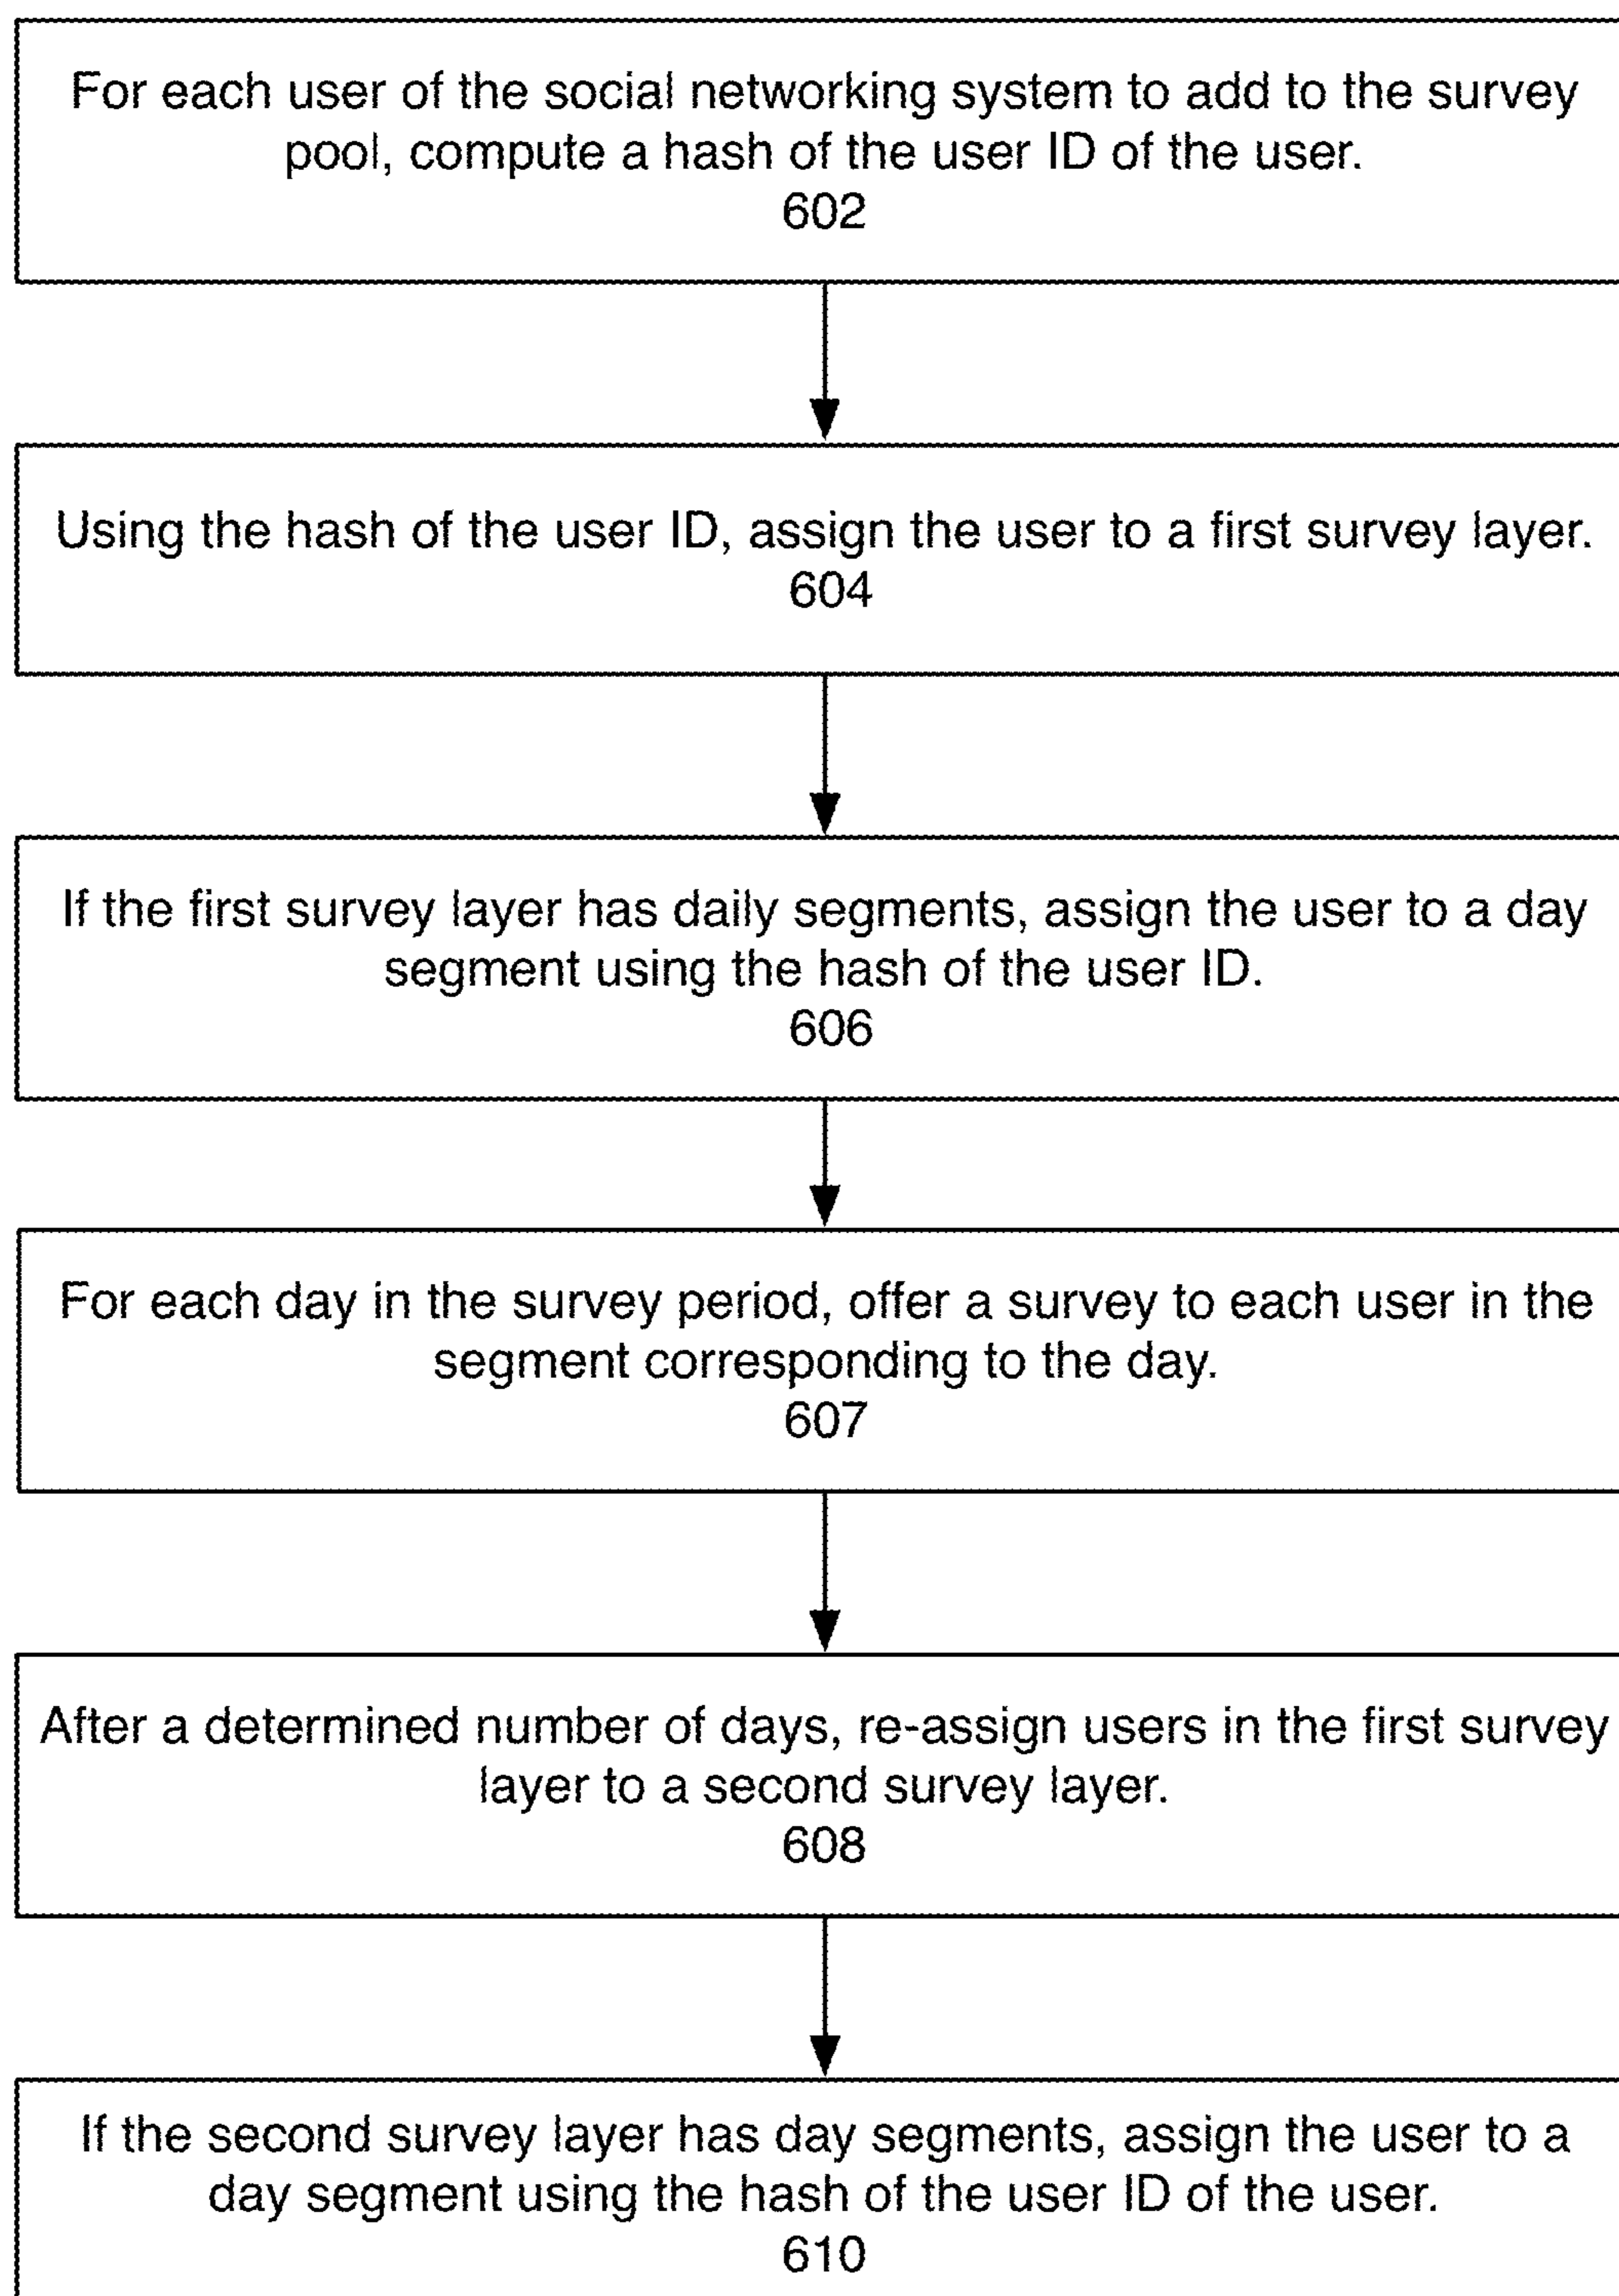 For each user of the social networking system to add to the survey
pool, compute a hash of the user ID of the user.
602
Using the hash of the user ID, assign the user to a first survey layer.
604
If the first survey layer has daily segments, assign the user to a day
segment using the hash of the user ID.
606
For each day in the survey period, offer a survey to each user in the
segment corresponding to the day.
607
After a determined number of days, re-assign users in the first survey
layer to a second survey layer.
608
If the second survey layer has day segments, assign the user to a
day segment using the hash of the user ID of the user.
610